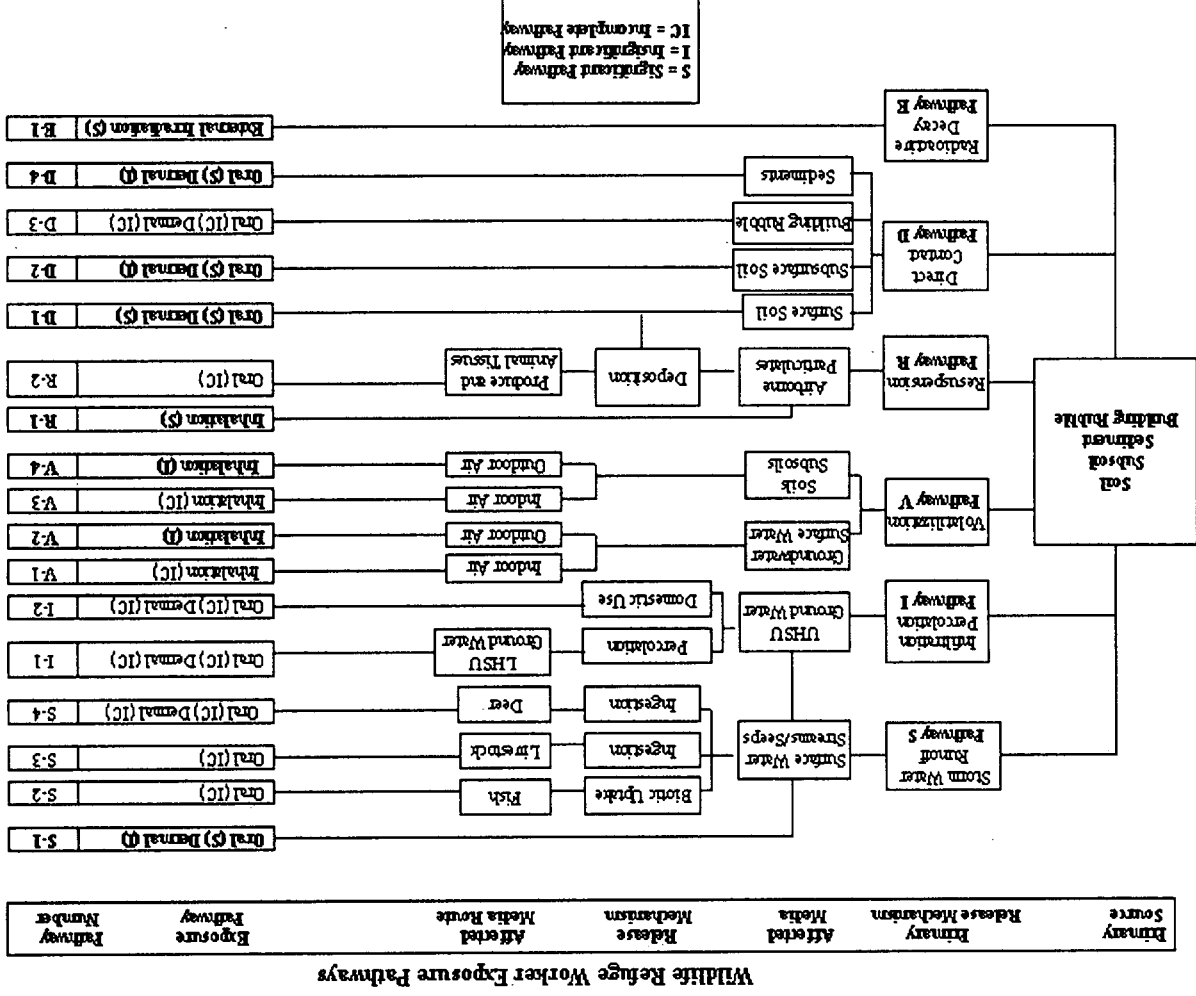 Wildlife Refuge Worker Exposure Pathways
Primary
Source
Primary
Release Mechanism
Affected
Media
Release
Mechanism
Affected
Media Route
Exposure
Pathway
Pathway
Number
Soil
Subsoil
Sediment
Building Rubble
Storm Water
Runoff
Pathway S
Surface Water
Streams/Seeps
Oral (S) Dermal (I)
S-1
Biotic Uptake
Fish
Oral (IC)
S-2
Ingestion
Livestock
Oral (IC)
S-3
Ingestion
Deer
Oral (IC) Dermal (IC)
S-4
Infiltration
Percolation
Pathway I
UHSU
Ground Water
Percolation
LHSU
Ground Water
Oral (IC) Dermal (IC)
I-1
Domestic Use
Oral (IC) Dermal (IC)
I-2
Volatilization
Pathway V
Groundwater
Surface Water
Indoor Air
Inhalation (IC)
V-1
Outdoor Air
Inhalation (I)
V-2
Soils
Subsoils
Indoor Air
Inhalation (IC)
V-3
Outdoor Air
Inhalation (I)
V-4
Resuspension
Pathway R
Airborne
Particulates
Inhalation (S)
R-1
Deposition
Produce and
Animal Tissues
Oral (IC)
R-2
Direct
Contact
Pathway D
Surface Soil
Oral (S) Dermal (S)
D-1
Subsurface Soil
Oral (S) Dermal (I)
D-2
Building Rubble
Oral (IC) Dermal (IC)
D-3
Sediments
Oral (S) Dermal (I)
D-4
Radioactive
Decay
Pathway E
External Irradiation (S)
E-1
S = Significant Pathway
I = Insignificant Pathway
IC = Incomplete Pathway